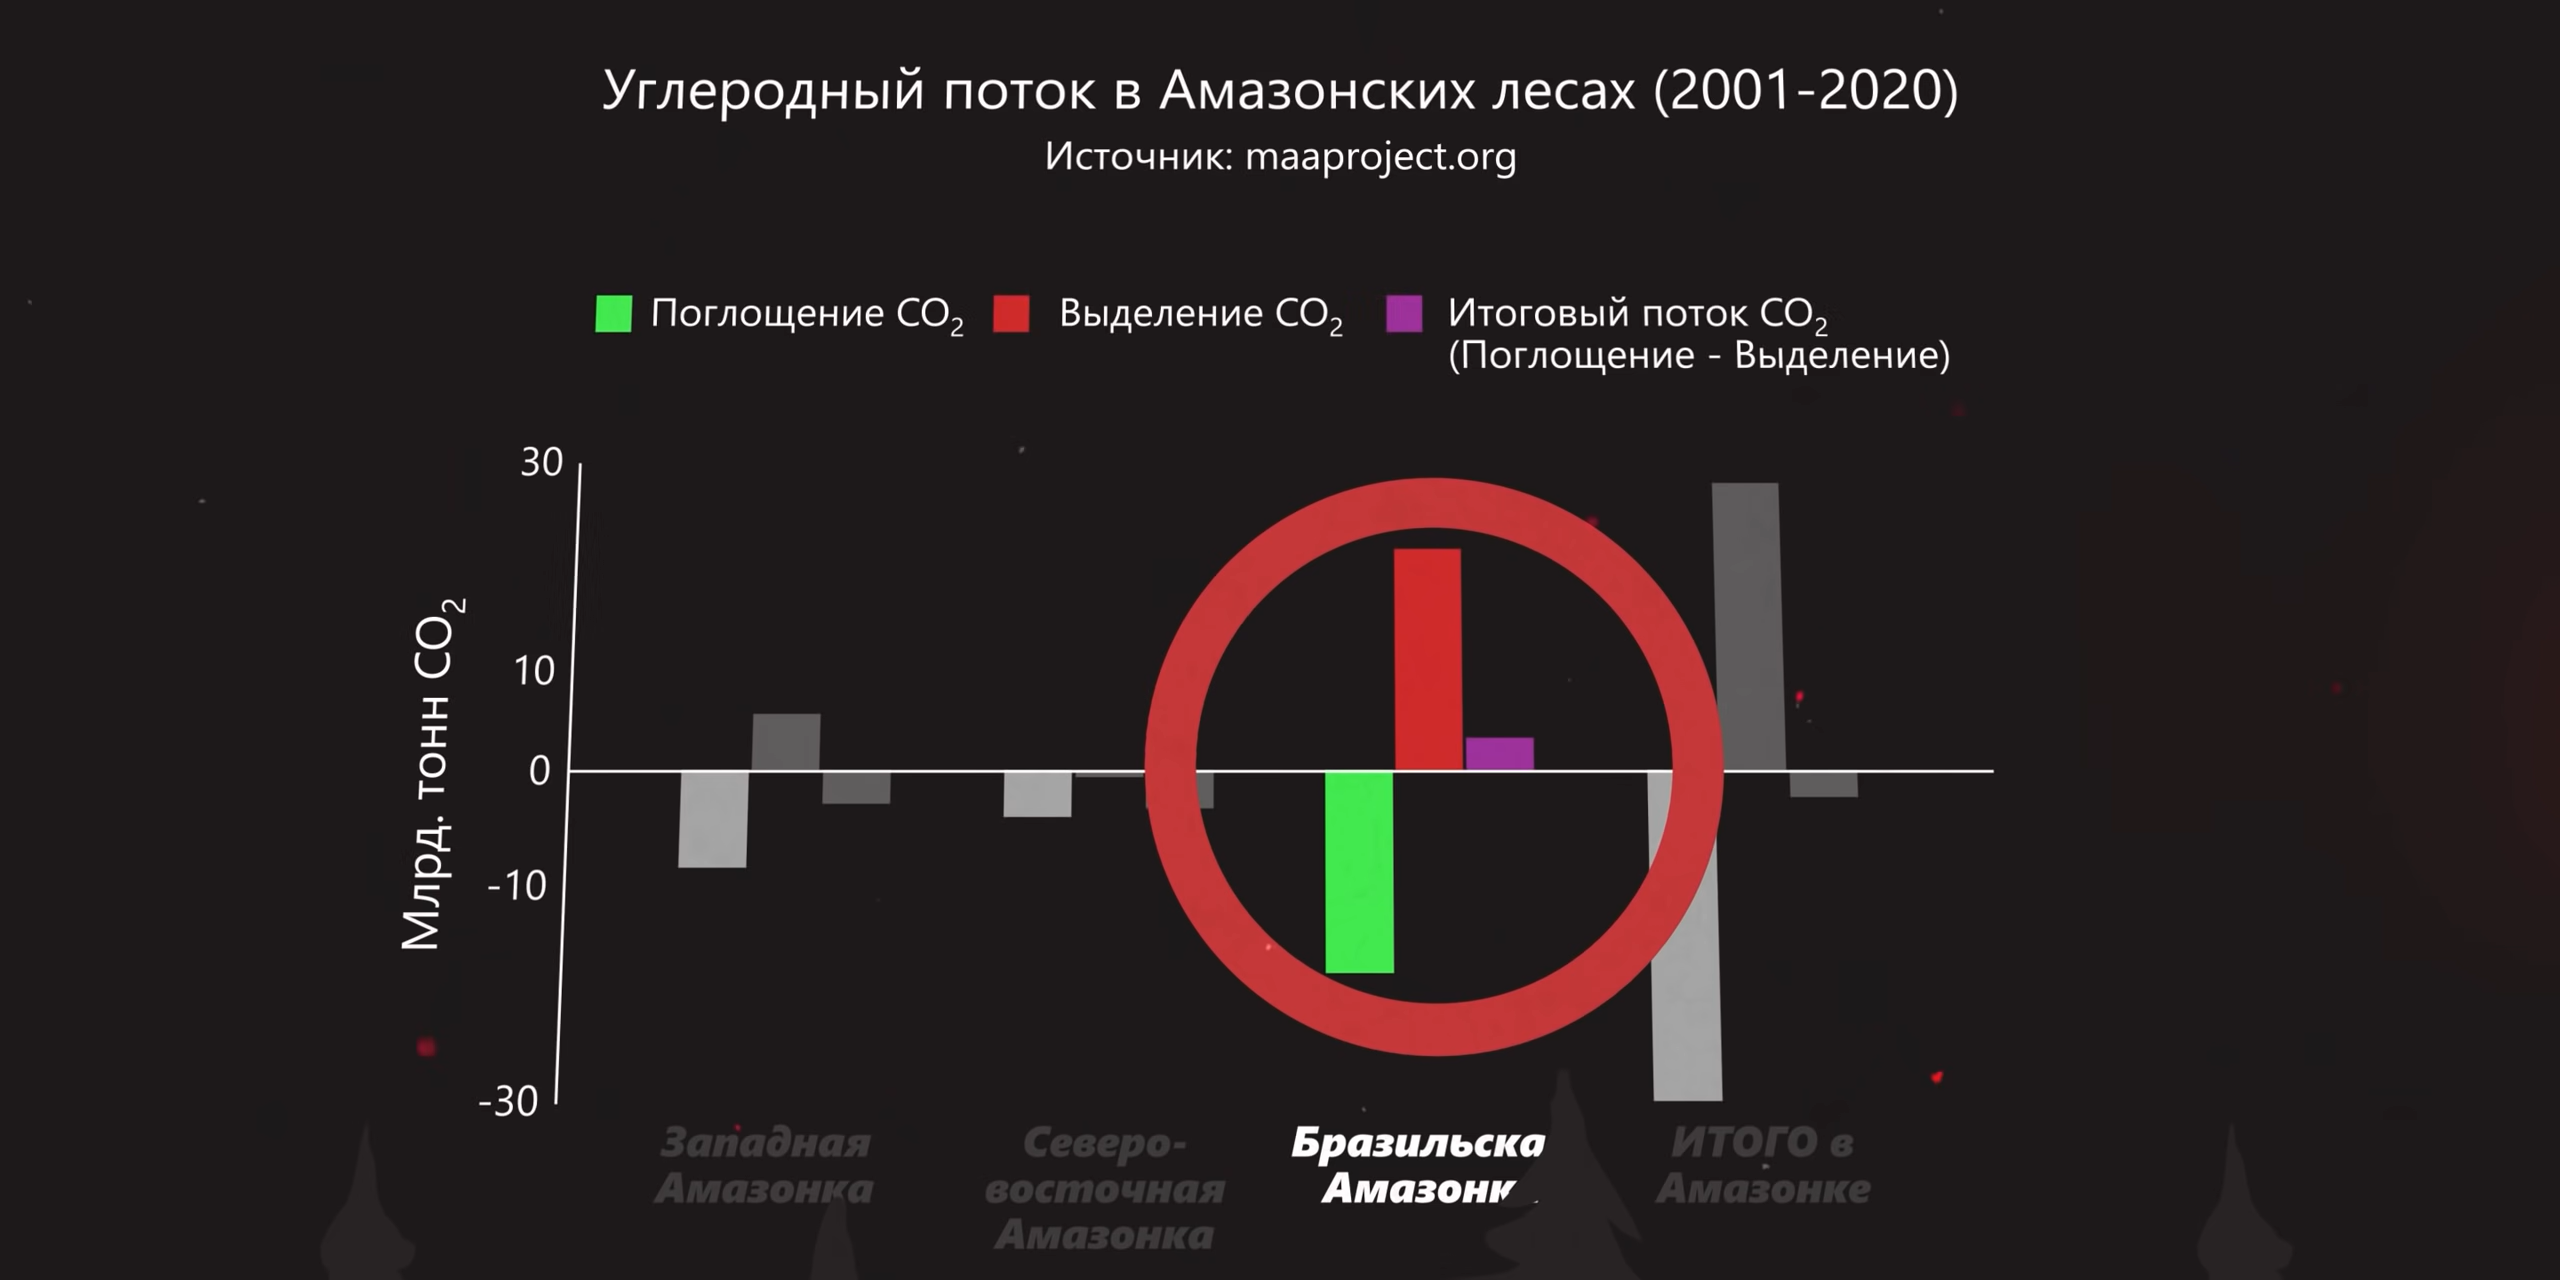 Углеродный поток в Амазонских лесах (2001-2020)
Источник: maaproject.org
Поглощение CO₂
Выделение CO₂
Итоговый поток CO₂
(Поглощение - Выделение)
Млрд. тонн CO₂
30
10
0
-10
-30
Западная
Амазонка
Северо-
восточная
Амазонка
Бразильска
Амазонк
ИТОГО в
Амазонке